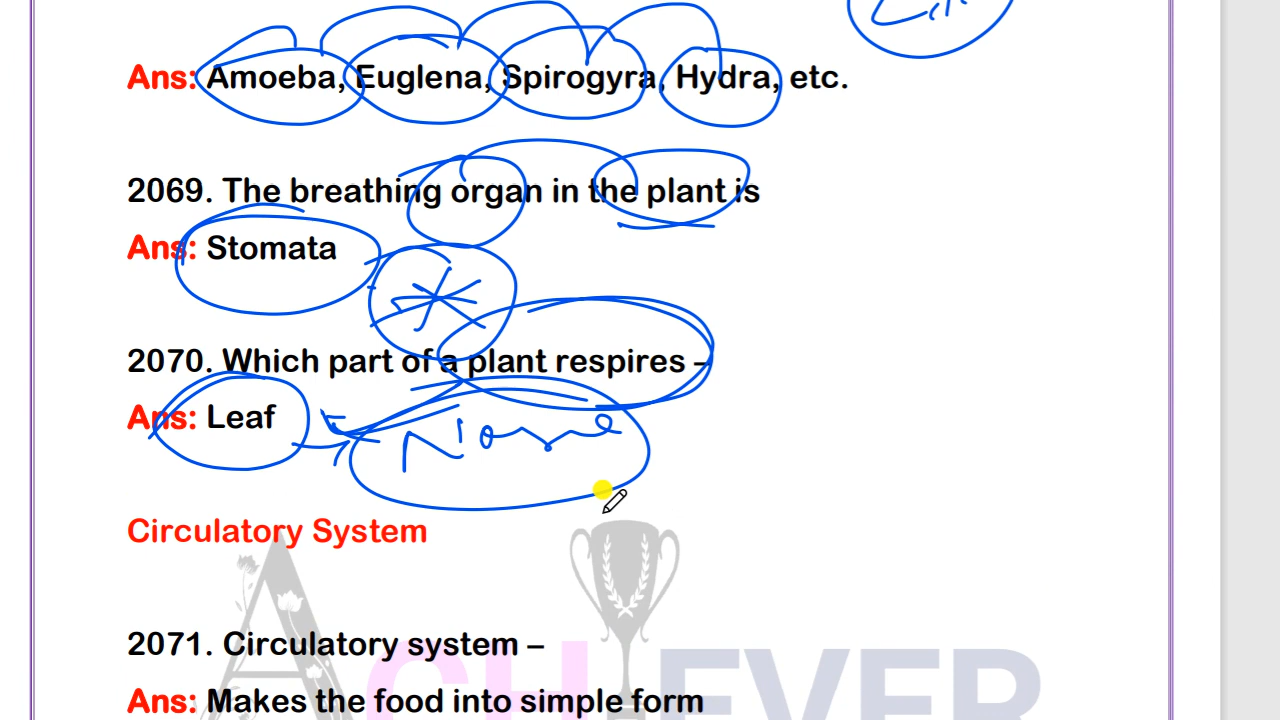 Ans: Amoeba, Euglena, Spirogyra, Hydra, etc.
2069. The breathing organ in the plant is
Ans: Stomata
2070. Which part of a plant respires –
Ans: Leaf
Circulatory System
2071. Circulatory system –
Ans: Makes the food into simple form
ACHIEVER